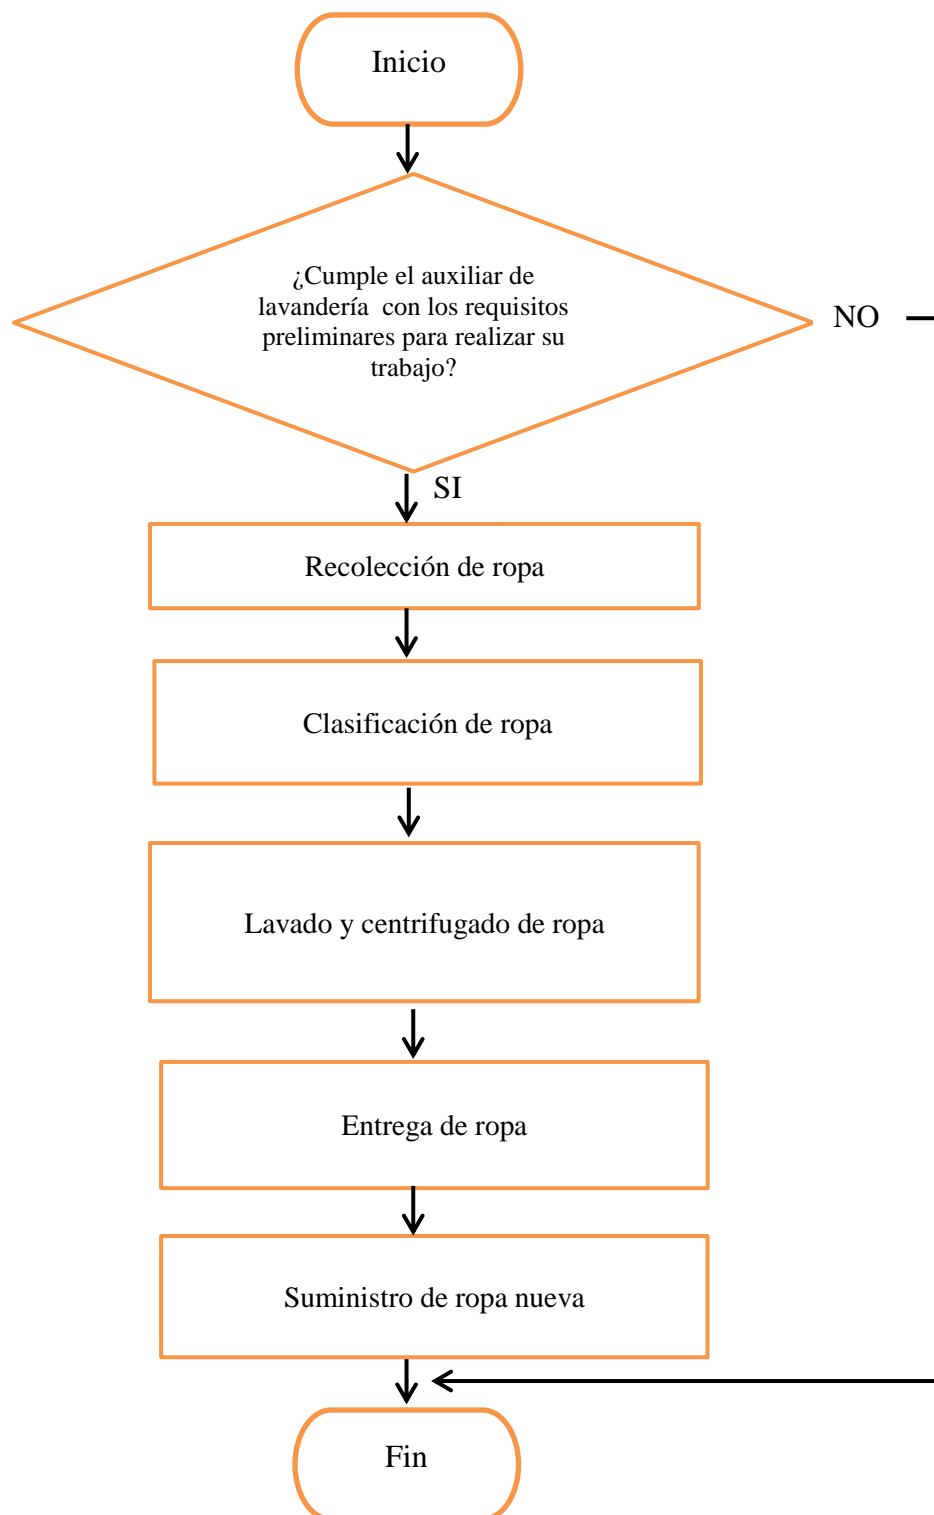 Inicio
¿Cumple el auxiliar de
lavandería con los requisitos
preliminares para realizar su
trabajo?
NO
SI
Recolección de ropa
Clasificación de ropa
Lavado y centrifugado de ropa
Entrega de ropa
Suministro de ropa nueva
Fin